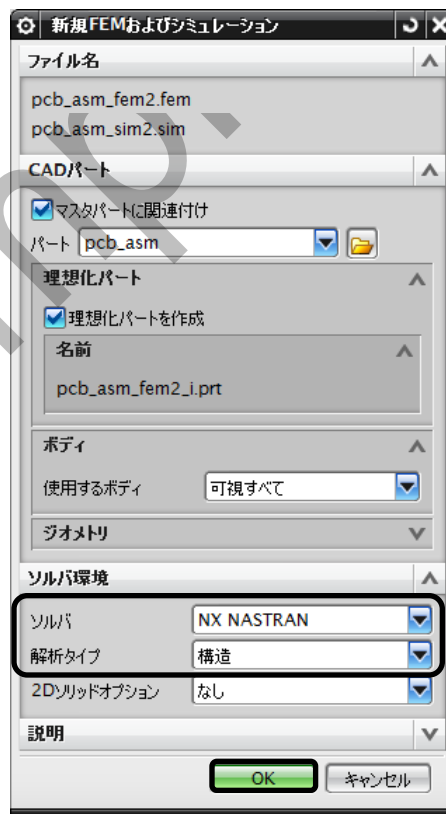 新規FEMおよびシミュレーション
ファイル名
pcb_asm_fem2.fem
pcb_asm_sim2.sim
CADパート
マスタパートに関連付け
パート pcb_asm
理想化パート
理想化パートを作成
名前
pcb_asm_fem2_i.prt
ボディ
使用するボディ 可視すべて
ジオメトリ
ソルバ環境
ソルバ NX NASTRAN
解析タイプ 構造
2Dソリッドオプション なし
説明
OK キャンセル